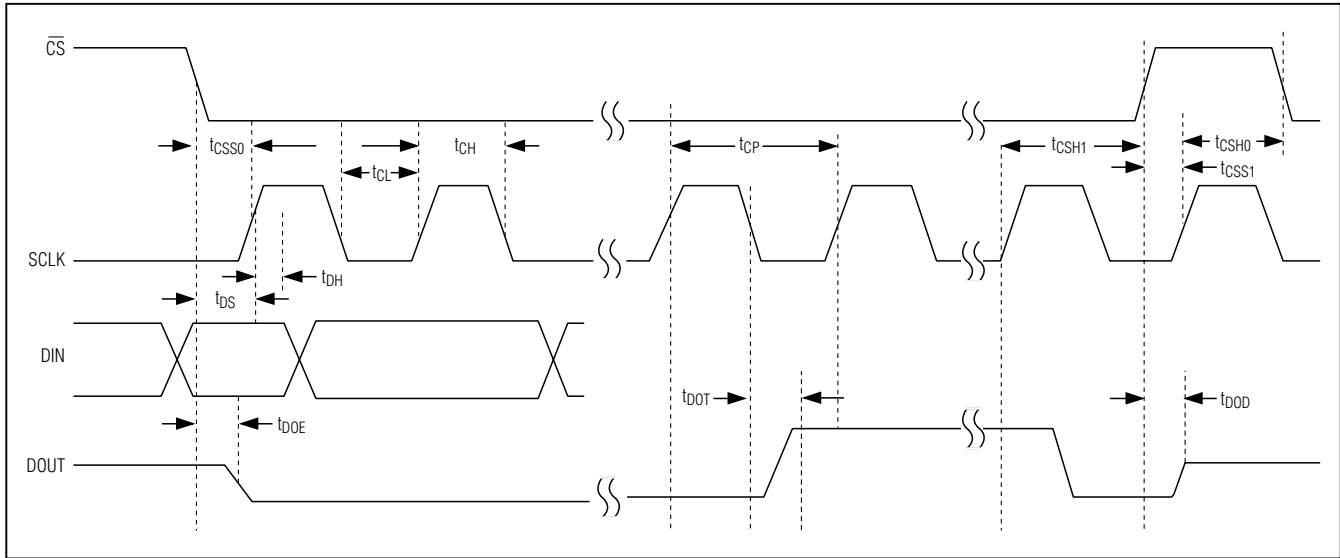 CS
tCSS0
tCH
tCP
tCSH1
tCSH0
tCL
tCSS1
SCLK
tDH
tDS
DIN
tDOT
tDOD
tDOE
DOUT